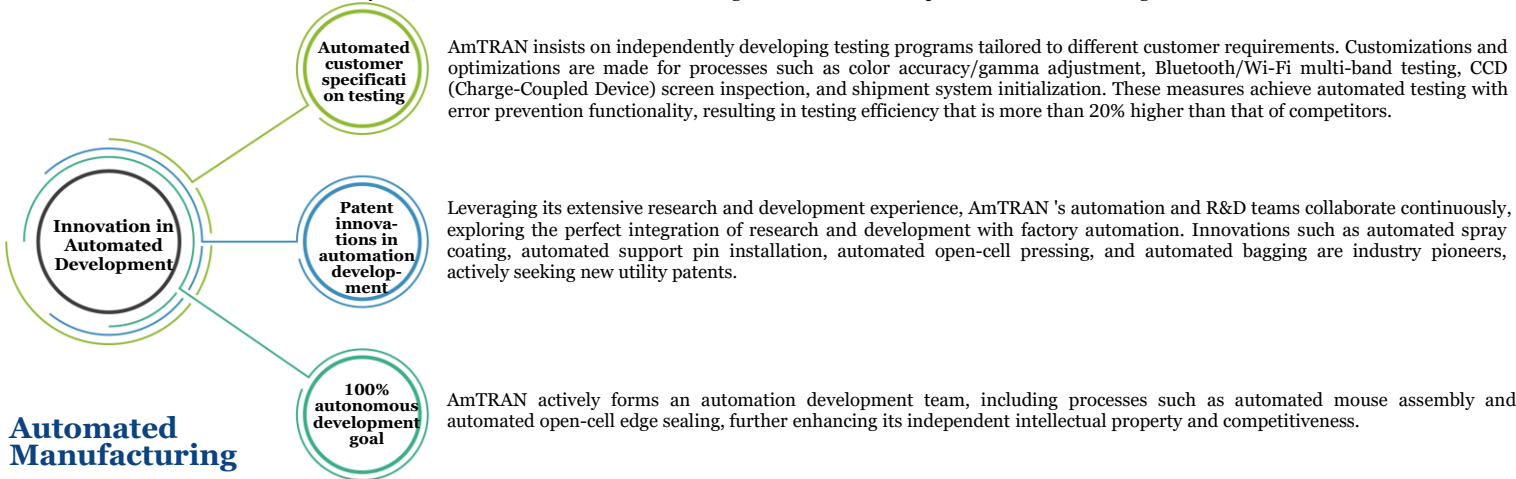 Automated
customer
specificati
on testing
AmTRAN insists on independently developing testing programs tailored to different customer requirements. Customizations and
optimizations are made for processes such as color accuracy/gamma adjustment, Bluetooth/Wi-Fi multi-band testing, CCD
(Charge-Coupled Device) screen inspection, and shipment system initialization. These measures achieve automated testing with
error prevention functionality, resulting in testing efficiency that is more than 20% higher than that of competitors.
Innovation in
Automated
Development
Patent
innova-
tions in
automation
develop-
ment
Leveraging its extensive research and development experience, AmTRAN 's automation and R&D teams collaborate continuously,
exploring the perfect integration of research and development with factory automation. Innovations such as automated spray
coating, automated support pin installation, automated open-cell pressing, and automated bagging are industry pioneers,
actively seeking new utility patents.
100%
autonomous
development
goal
AmTRAN actively forms an automation development team, including processes such as automated mouse assembly and
automated open-cell edge sealing, further enhancing its independent intellectual property and competitiveness.
Automated
Manufacturing